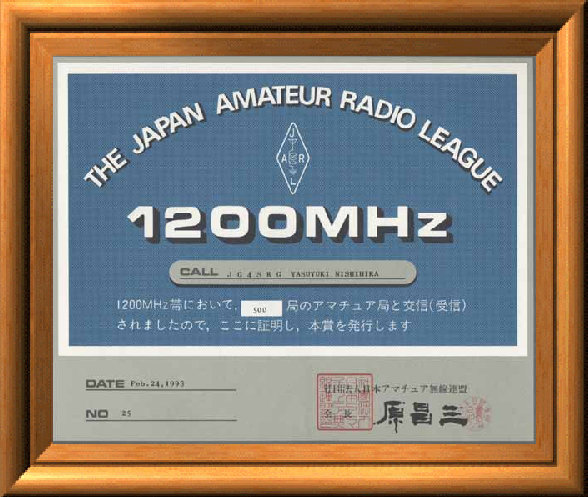 THE JAPAN AMATEUR RADIO LEAGUE
J
A R
L
1200MHz
CALL JG4SRG YASUYUKI NISHIHIRA
1200MHz帯において, 500 局のアマチュア局と交信(受信)
されましたので, ここに証明し, 本賞を発行します
DATE Feb.24,1993
NO 25
社団法人日本アマチュア無線連盟
会長 原昌三